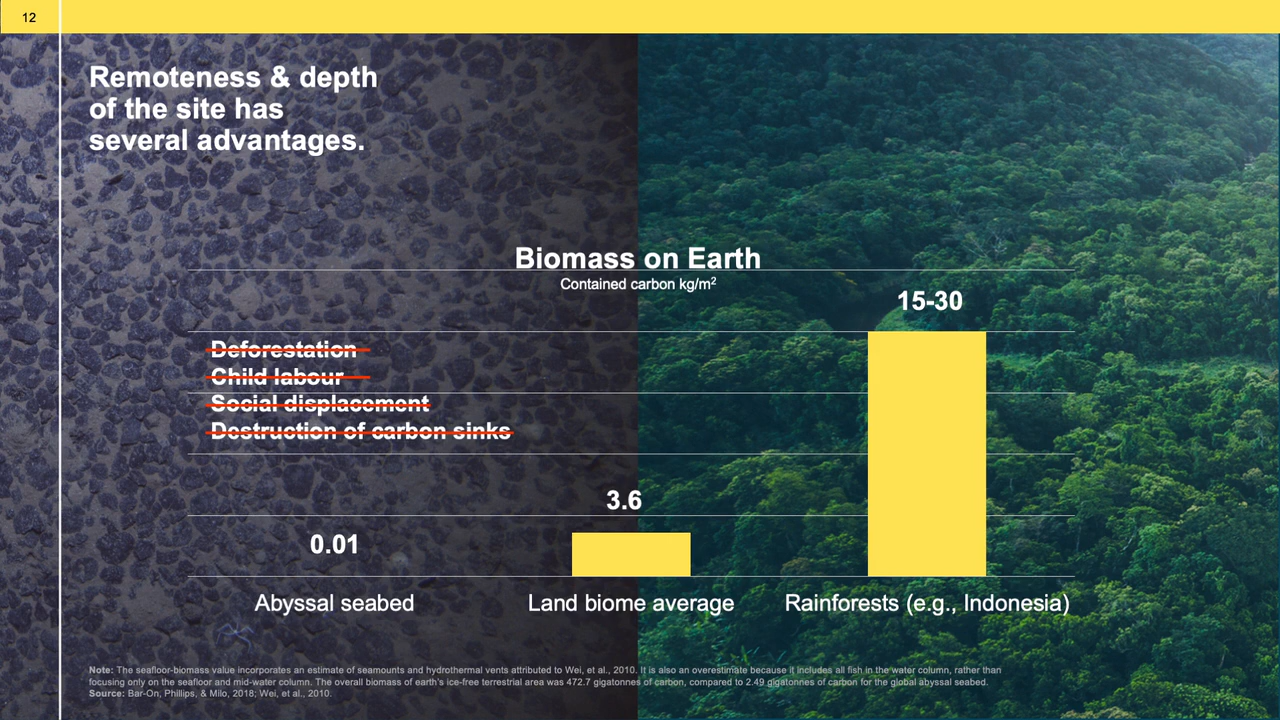 12
Remoteness & depth
of the site has
several advantages.
Biomass on Earth
Contained carbon kg/m²
15-30
Deforestation
Child labour
Social displacement
Destruction of carbon sinks
3.6
0.01
Abyssal seabed
Land biome average
Rainforests (e.g., Indonesia)
Note: The seafloor-biomass value incorporates an estimate of seamounts and hydrothermal vents attributed to Wei, et al., 2010. It is also an overestimate because it includes all fish in the water column, rather than
focusing only on the seafloor and mid-water column. The overall biomass of earth's ice-free terrestrial area was 472.7 gigatonnes of carbon, compared to 2.49 gigatonnes of carbon for the global abyssal seabed.
Source: Bar-On, Phillips, & Milo, 2018; Wei, et al., 2010.